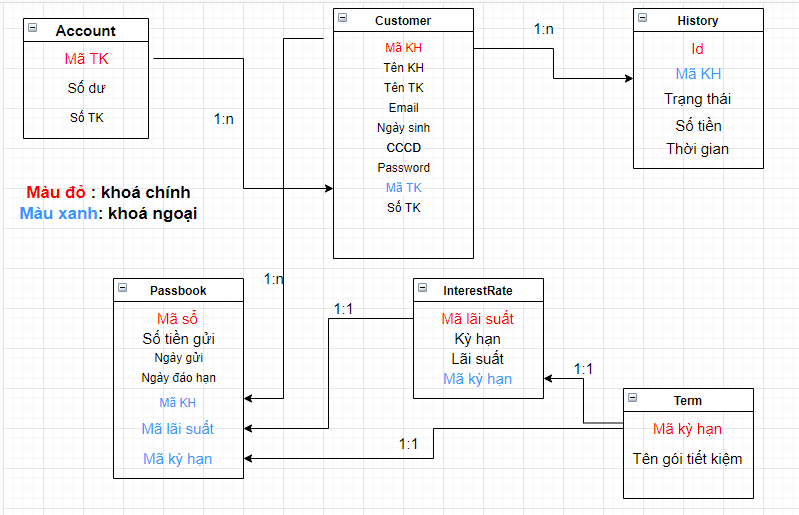 Account
Mã TK
Số dư
Số TK
1:n
Customer
Mã KH
Tên KH
Tên TK
Email
Ngày sinh
CCCD
Password
Mã TK
Số TK
1:n
History
Id
Mã KH
Trạng thái
Số tiền
Thời gian
Màu đỏ : khoá chính
Màu xanh: khoá ngoại
1:n
Passbook
Mã sổ
Số tiền gửi
Ngày gửi
Ngày đáo hạn
Mã KH
Mã lãi suất
Mã kỳ hạn
1:1
InterestRate
Mã lãi suất
Kỳ hạn
Lãi suất
Mã kỳ hạn
1:1
1:1
Term
Mã kỳ hạn
Tên gói tiết kiệm